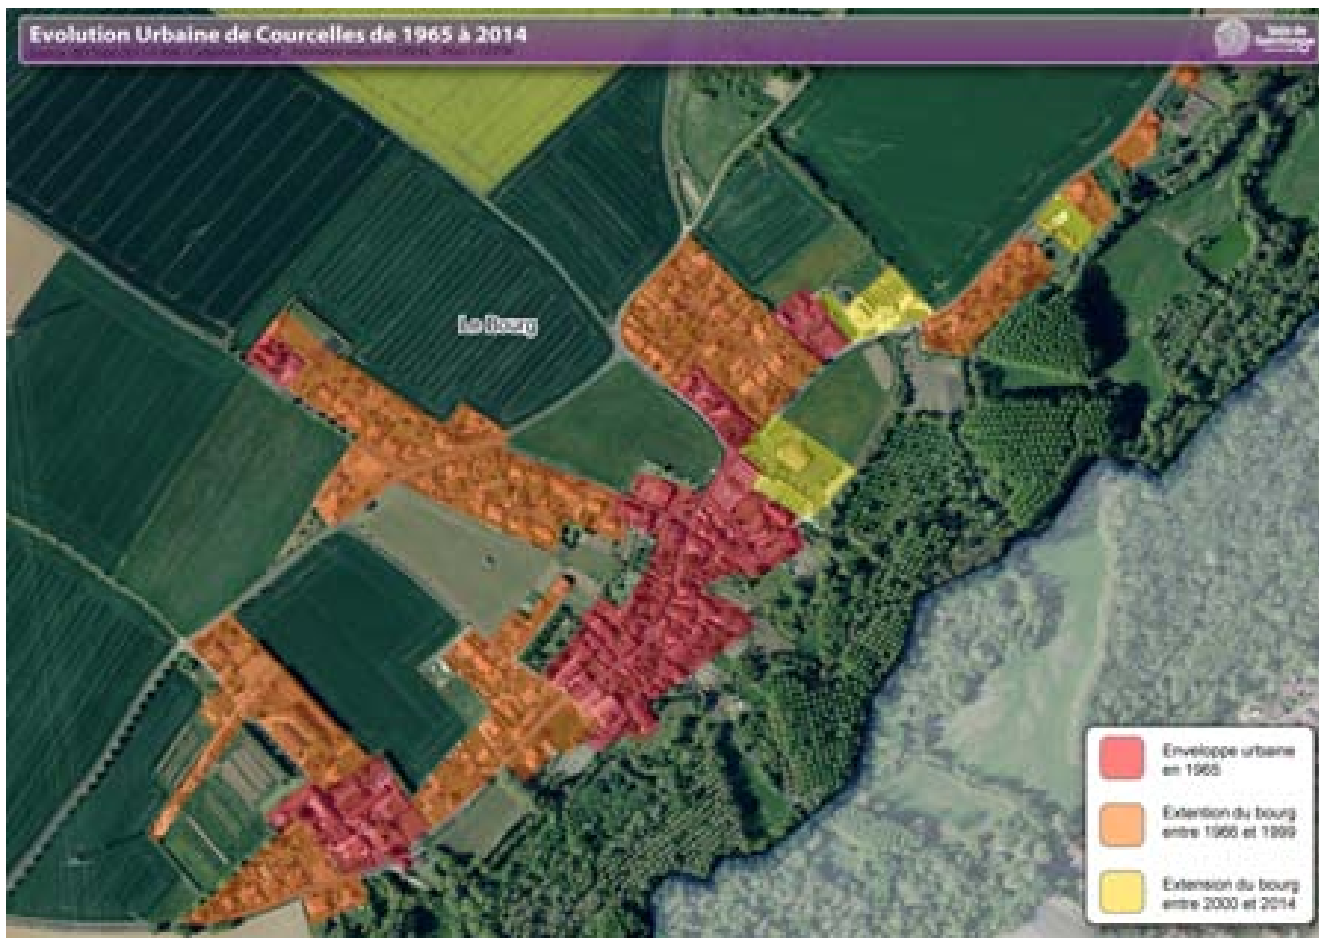 Evolution Urbaine de Courcelles de 1965 à 2014
Le Bourg
Enveloppe urbaine
en 1965
Extention du bourg
entre 1966 et 1999
Extension du bourg
entre 2000 et 2014